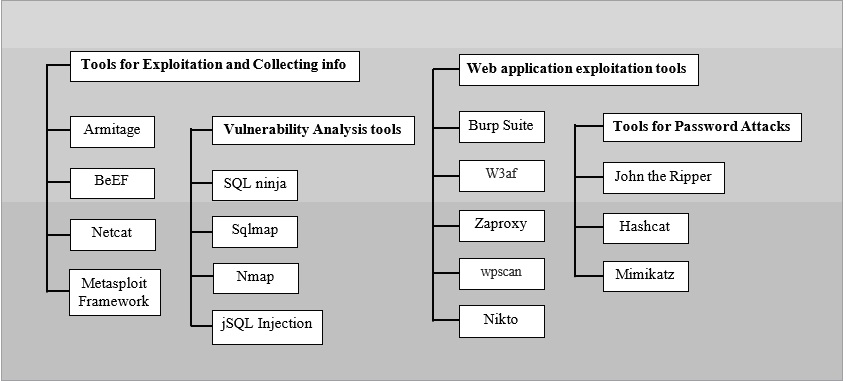 Tools for Exploitation and Collecting info
Armitage
BeEF
Netcat
Metasploit
Framework
Vulnerability Analysis tools
SQL ninja
Sqlmap
Nmap
jSQL Injection
Web application exploitation tools
Burp Suite
W3af
Zaproxy
wpscan
Nikto
Tools for Password Attacks
John the Ripper
Hashcat
Mimikatz